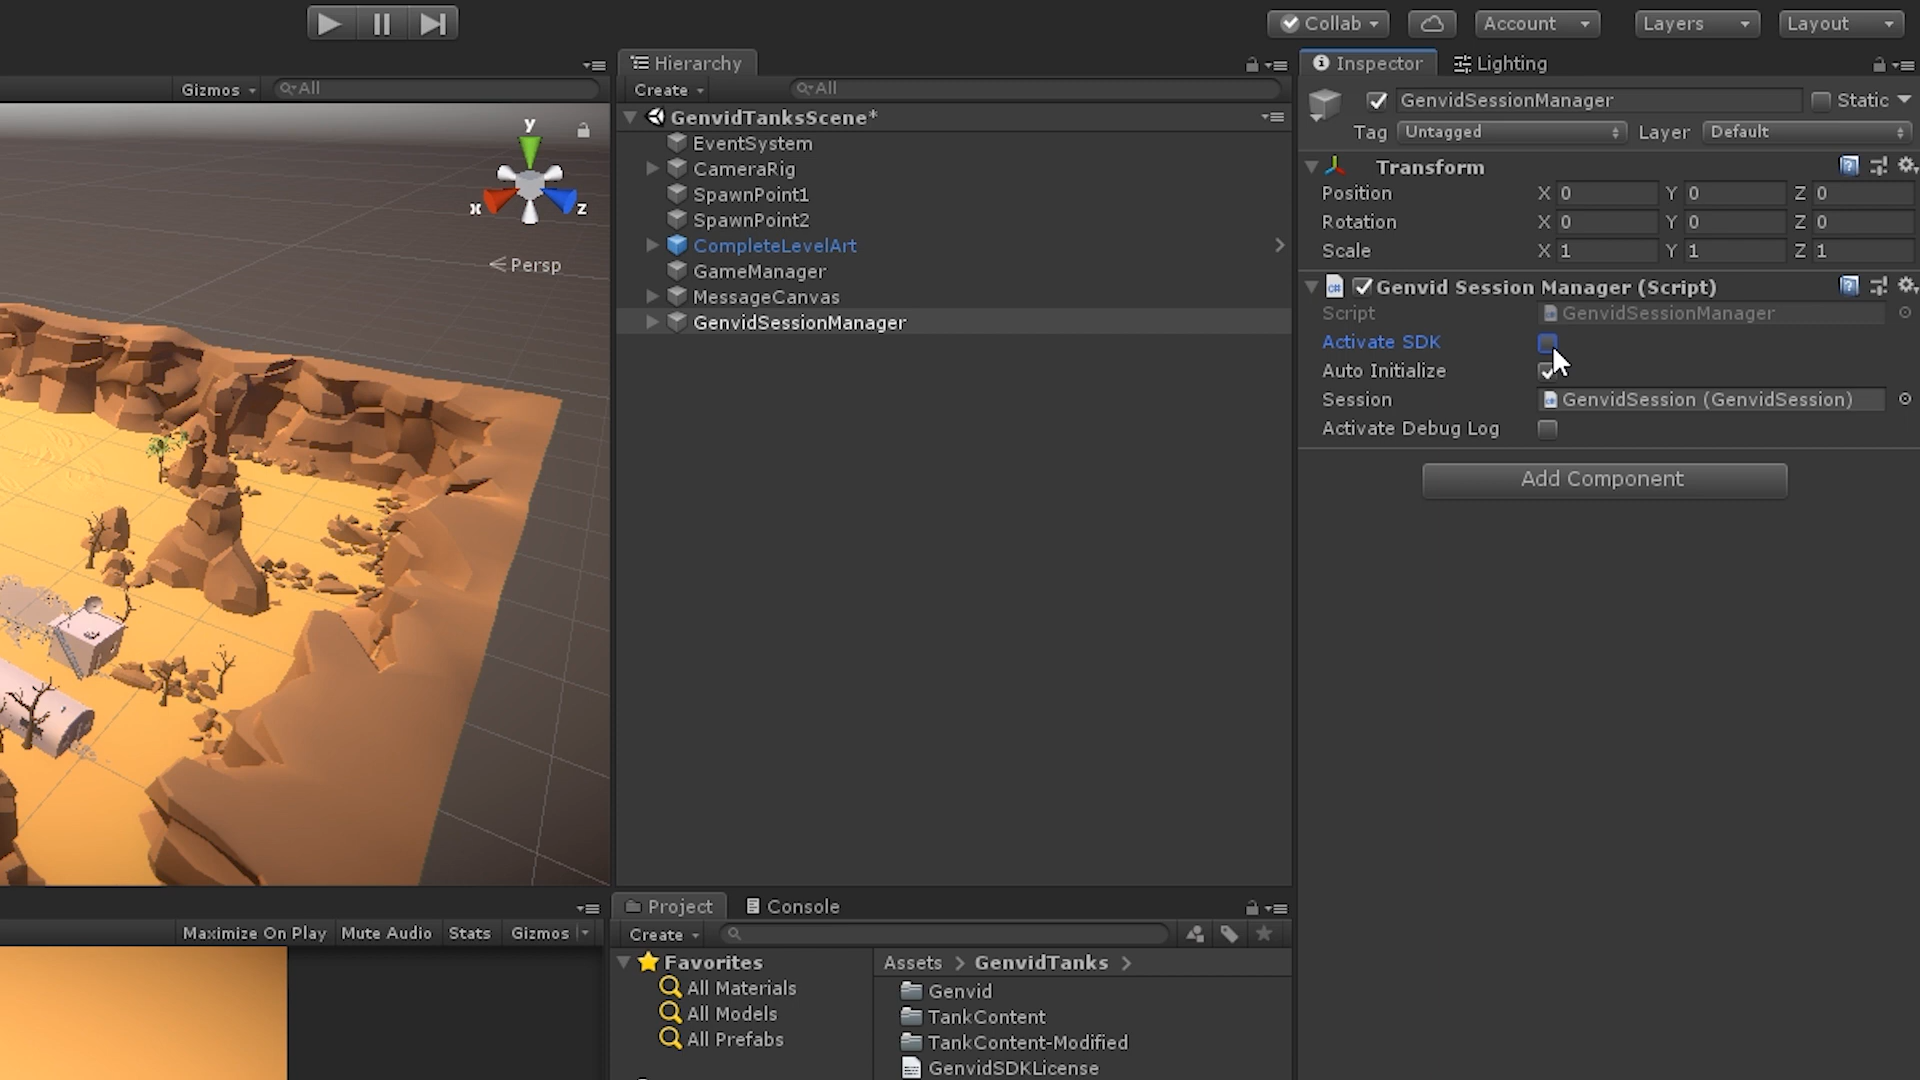 Collab Account Layers Layout
Hierarchy Inspector Lighting
Gizmos All Create All
GenvidSessionManager Static
Tag Untagged Layer Default
GenvidTanksScene*
EventSystem
CameraRig
SpawnPoint1
SpawnPoint2
CompleteLevelArt
GameManager
MessageCanvas
GenvidSessionManager
y
x
z
Persp
Transform
Position X 0 Y 0 Z 0
Rotation X 0 Y 0 Z 0
Scale X 1 Y 1 Z 1
Genvid Session Manager (Script)
Script GenvidSessionManager
Activate SDK
Auto Initialize
Session GenvidSession (GenvidSession)
Activate Debug Log
Add Component
Project Console
Maximize On Play Mute Audio Stats Gizmos
Create
Favorites
All Materials
All Models
All Prefabs
Assets > GenvidTanks >
Genvid
TankContent
TankContent-Modified
GenvidSDKLicense